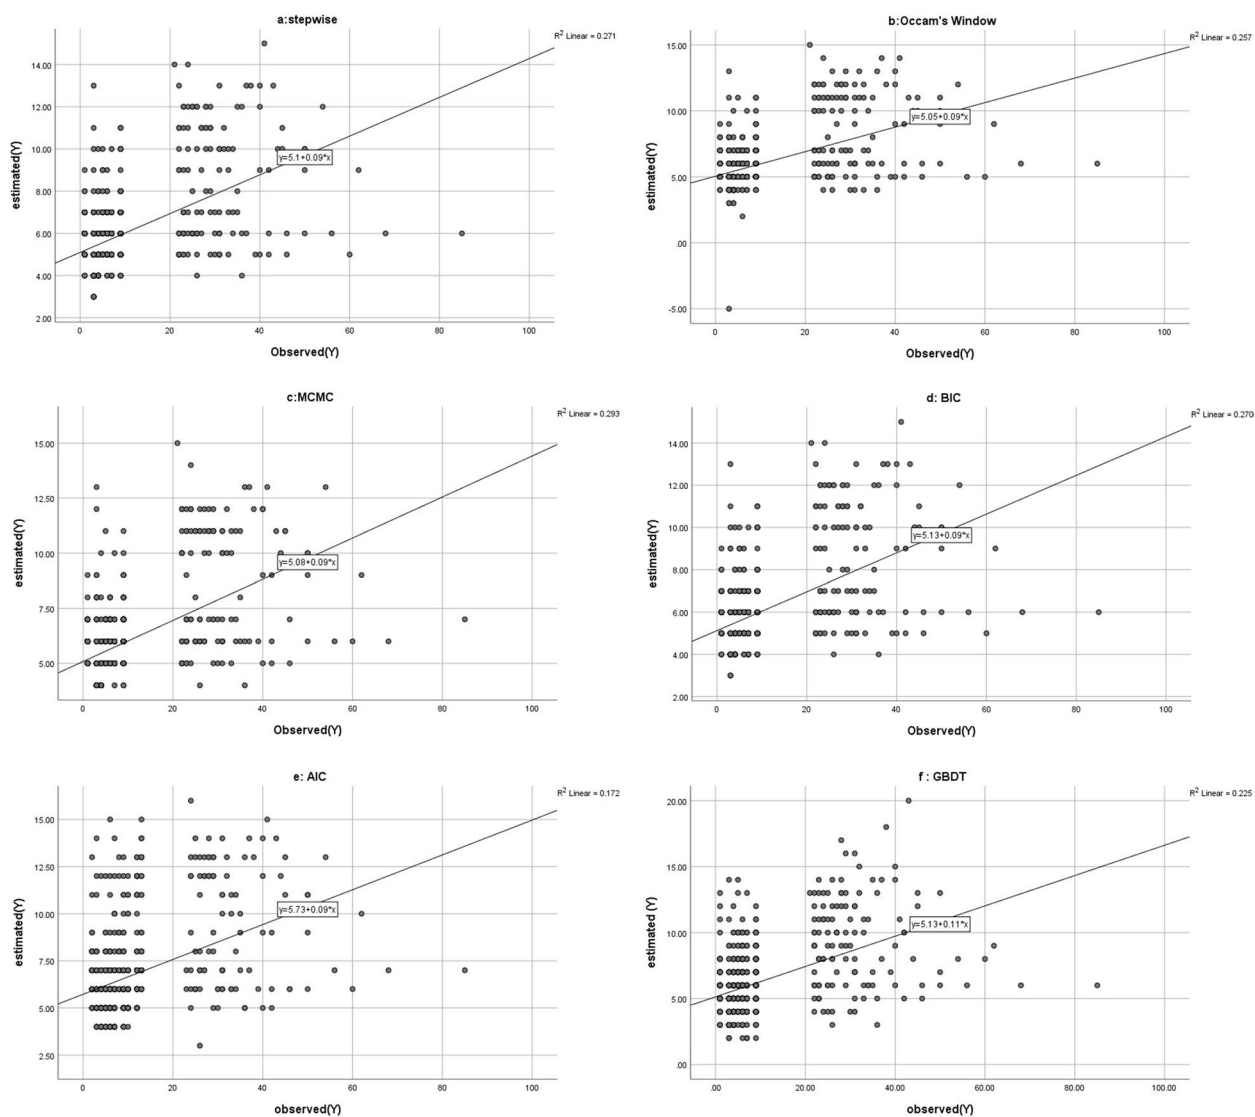 a:stepwise
R² Linear = 0.271
14.00
12.00
10.00
8.00
6.00
4.00
2.00
estimated(Y)
y=5.1+0.09*x
0 20 40 60 80 100
Observed(Y)
b:Occam's Window
R² Linear = 0.257
15.00
10.00
5.00
.00
-5.00
estimated(Y)
y=5.05+0.09*x
0 20 40 60 80 100
Observed(Y)
c:MCMC
R² Linear = 0.293
15.00
12.50
10.00
7.50
5.00
estimated(Y)
y=5.08+0.09*x
0 20 40 60 80 100
Observed(Y)
d: BIC
R² Linear = 0.270
14.00
12.00
10.00
8.00
6.00
4.00
2.00
estimated(Y)
y=5.13+0.09*x
0 20 40 60 80 100
Observed(Y)
e: AIC
R² Linear = 0.172
15.00
12.50
10.00
7.50
5.00
2.50
estimated(Y)
y=5.73+0.09*x
0 20 40 60 80 100
observed(Y)
f : GBDT
R² Linear = 0.225
20.00
15.00
10.00
5.00
.00
estimated (Y)
y=5.13+0.11*x
.00 20.00 40.00 60.00 80.00 100.00
observed(Y)